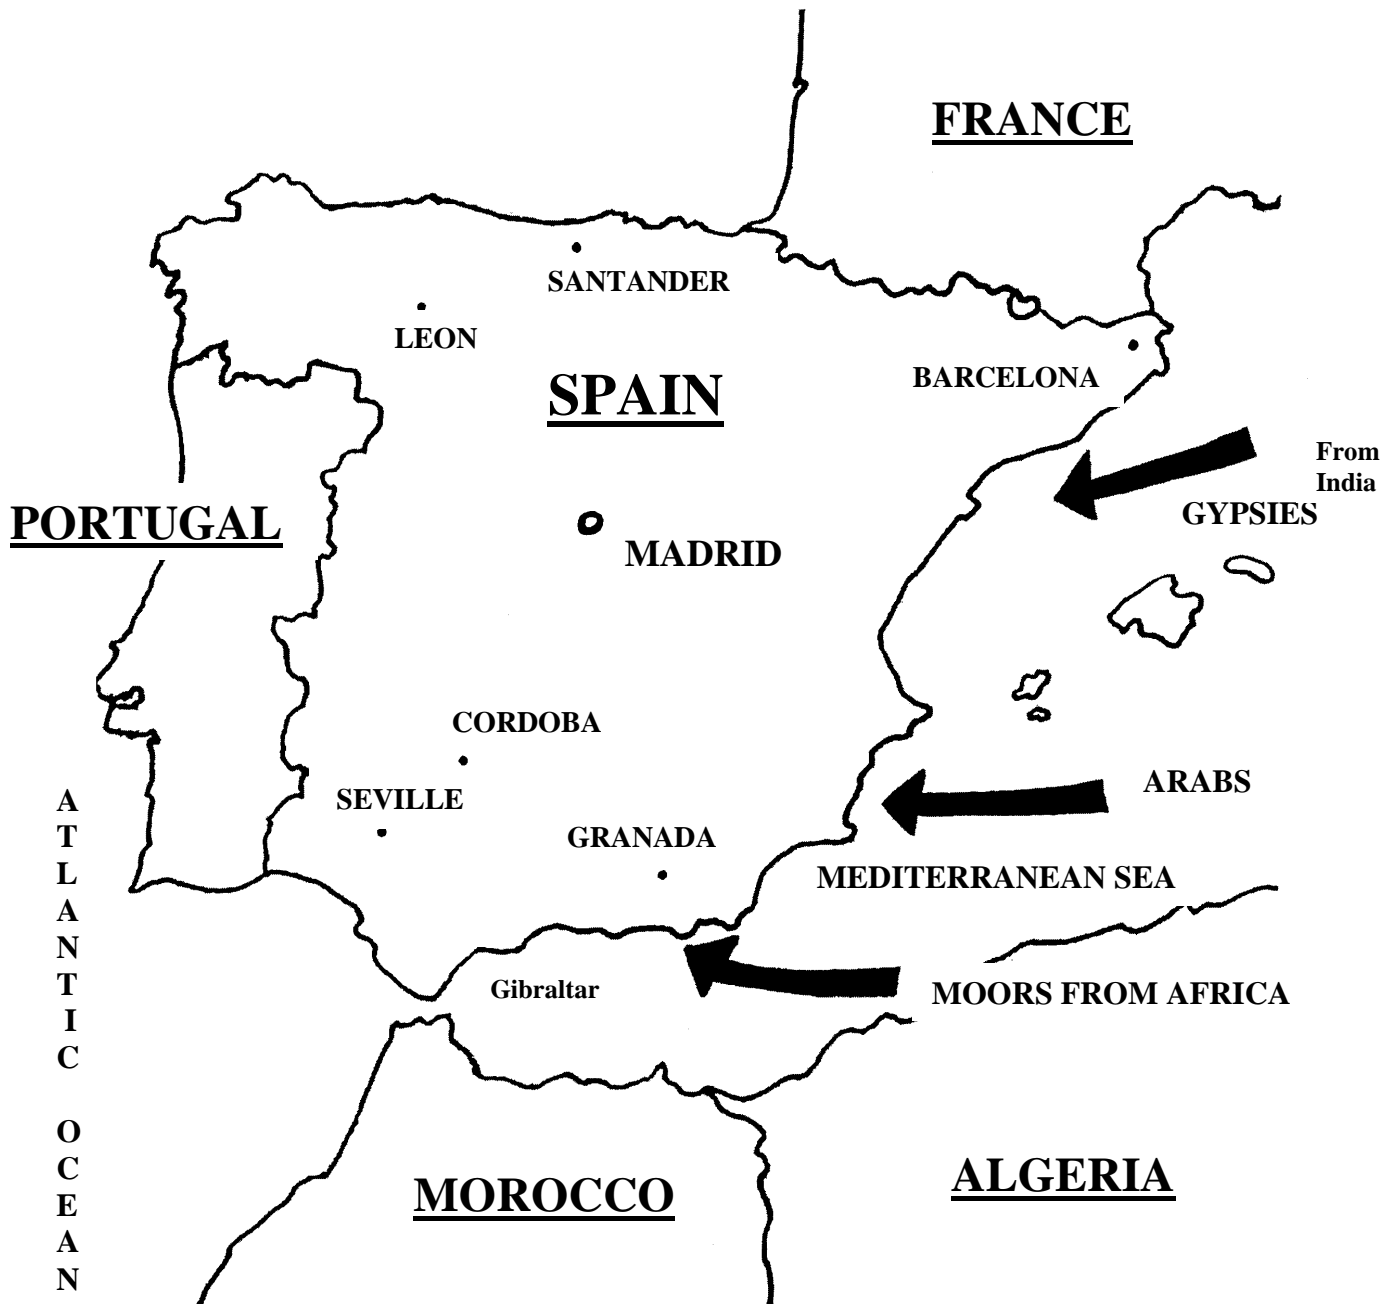 FRANCE
SANTANDER
LEON
SPAIN
BARCELONA
From
India
GYPSIES
PORTUGAL
MADRID
CORDOBA
SEVILLE
ARABS
GRANADA
MEDITERRANEAN SEA
Gibraltar
MOORS FROM AFRICA
ATLANTIC OCEAN
MOROCCO
ALGERIA